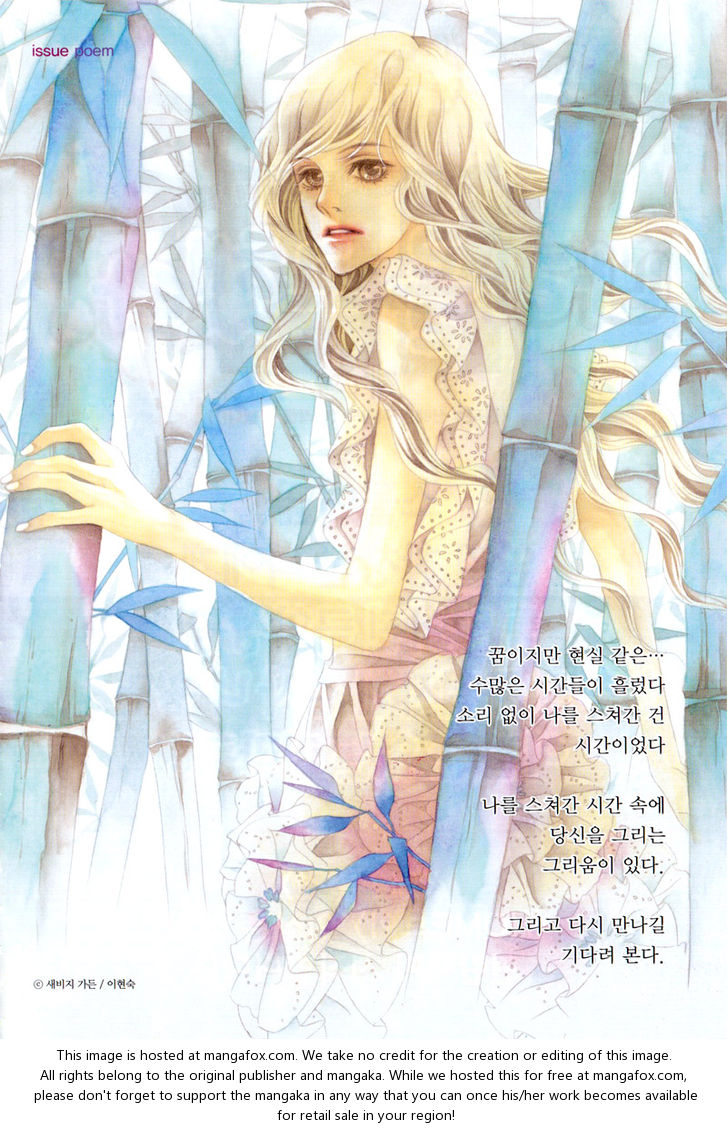 issue poem
꿈이지만 현실 같은…
수많은 시간들이 흘렀다
소리 없이 나를 스쳐간 건
시간이었다
나를 스쳐간 시간 속에
당신을 그리는
그리움이 있다.
그리고 다시 만나길
기다려 본다.
ⓒ 새비지 가든 / 이현숙
This image is hosted at mangafox.com. We take no credit for the creation or editing of this image.
All rights belong to the original publisher and mangaka. While we hosted this for free at mangafox.com,
please don't forget to support the mangaka in any way that you can once his/her work becomes available
for retail sale in your region!